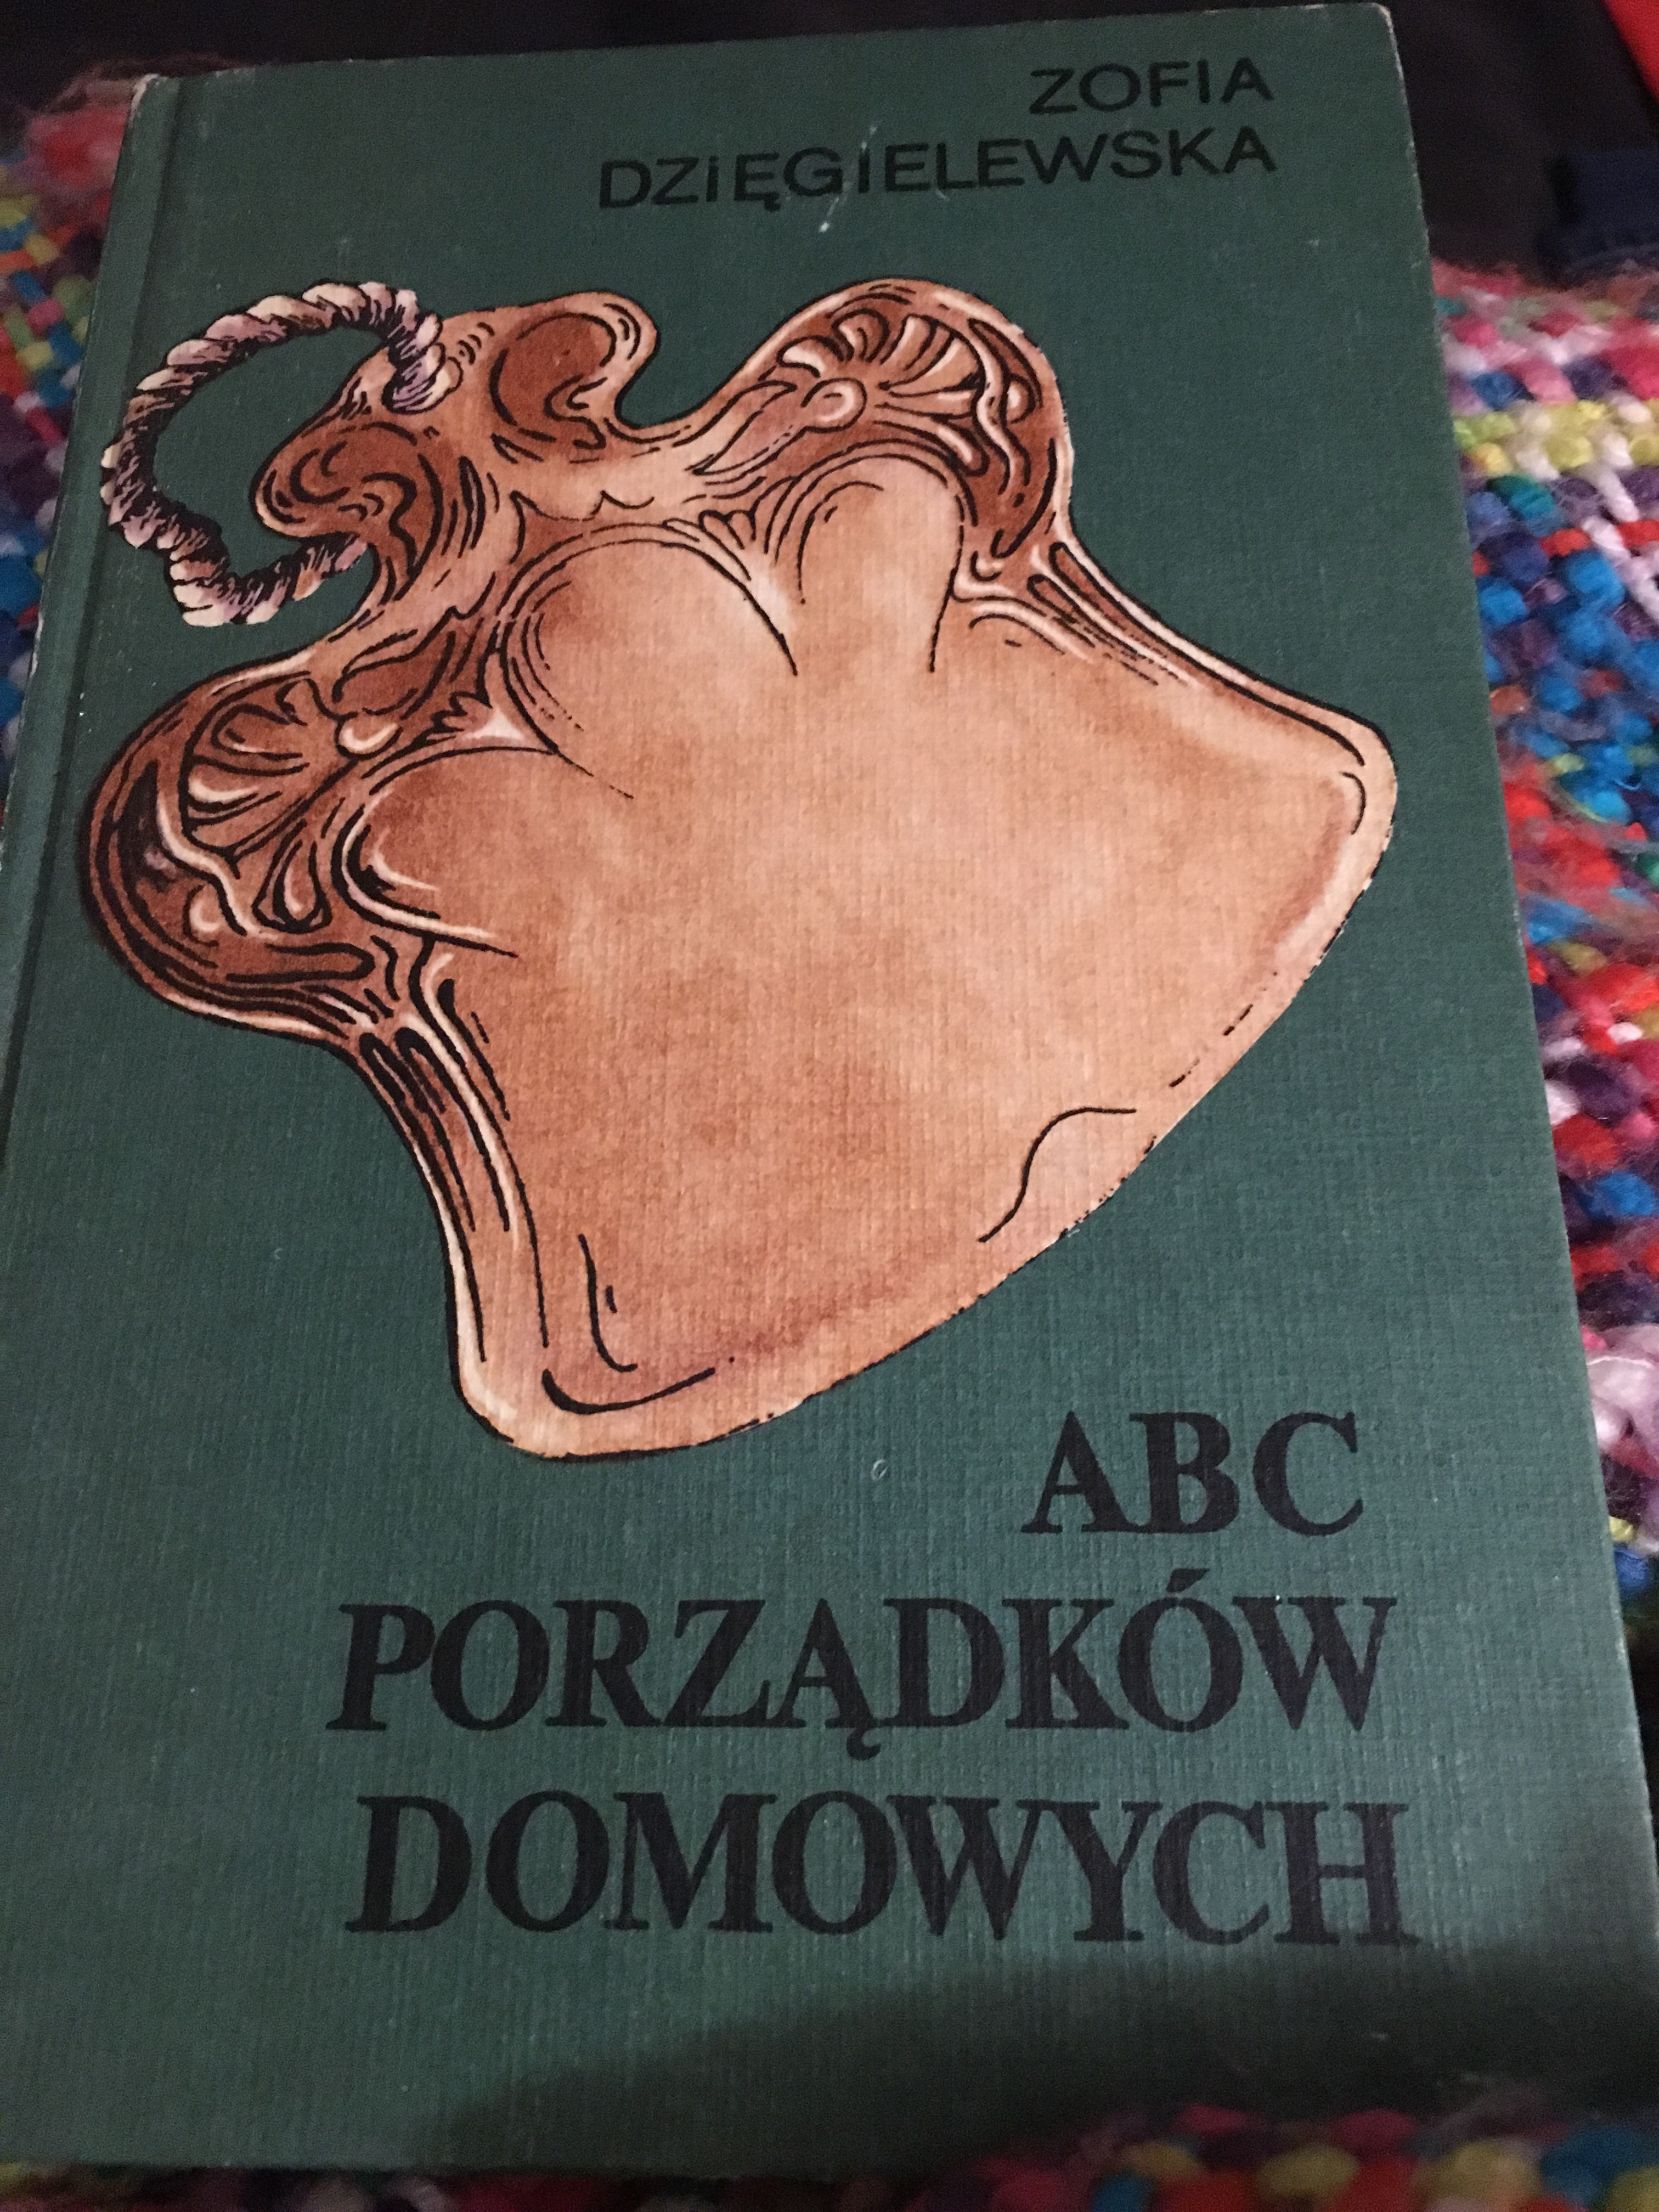 ZOFIA
DZiĘGIELEWSKA
ABC
PORZĄDKÓW
DOMOWYCH